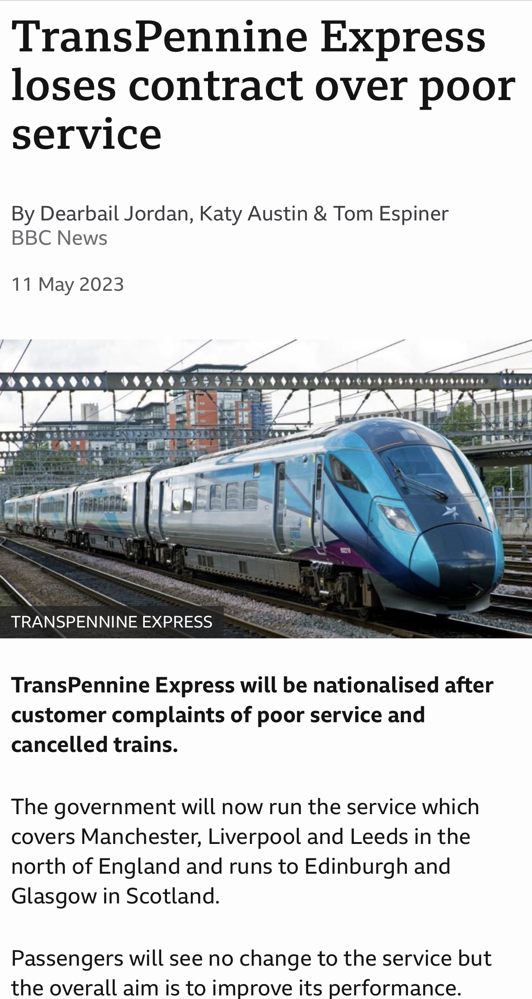 TransPennine Express
loses contract over poor
service
By Dearbail Jordan, Katy Austin & Tom Espiner
BBC News
11 May 2023
TRANSPENNINE EXPRESS
TransPennine Express will be nationalised after
customer complaints of poor service and
cancelled trains.
The government will now run the service which
covers Manchester, Liverpool and Leeds in the
north of England and runs to Edinburgh and
Glasgow in Scotland.
Passengers will see no change to the service but
the overall aim is to improve its performance.